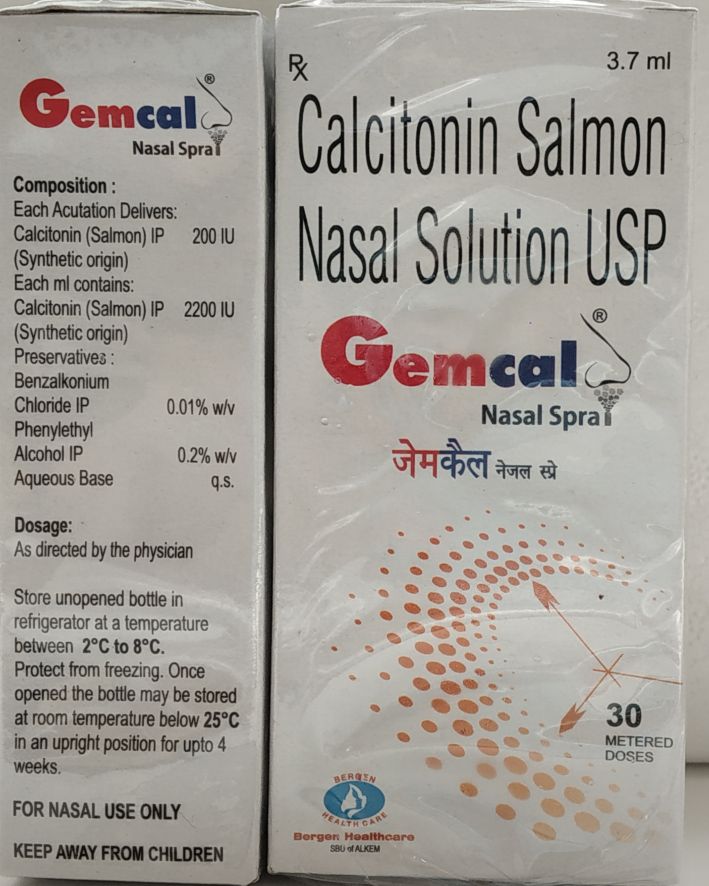 Gemcal®
Nasal Spray
Composition :
Each Acutation Delivers:
Calcitonin (Salmon) IP 200 IU
(Synthetic origin)
Each ml contains:
Calcitonin (Salmon) IP 2200 IU
(Synthetic origin)
Preservatives :
Benzalkonium
Chloride IP 0.01% w/v
Phenylethyl
Alcohol IP 0.2% w/v
Aqueous Base q.s.
Dosage:
As directed by the physician
Store unopened bottle in
refrigerator at a temperature
between 2°C to 8°C.
Protect from freezing. Once
opened the bottle may be stored
at room temperature below 25°C
in an upright position for upto 4
weeks.
FOR NASAL USE ONLY
KEEP AWAY FROM CHILDREN
Rx 3.7 ml
Calcitonin Salmon
Nasal Solution USP
Gemcal®
Nasal Spray
जेमकैल नेजल स्प्रे
30
METERED
DOSES
BERGEN
HEALTH CARE
Bergen Healthcare
SBU of ALKEM